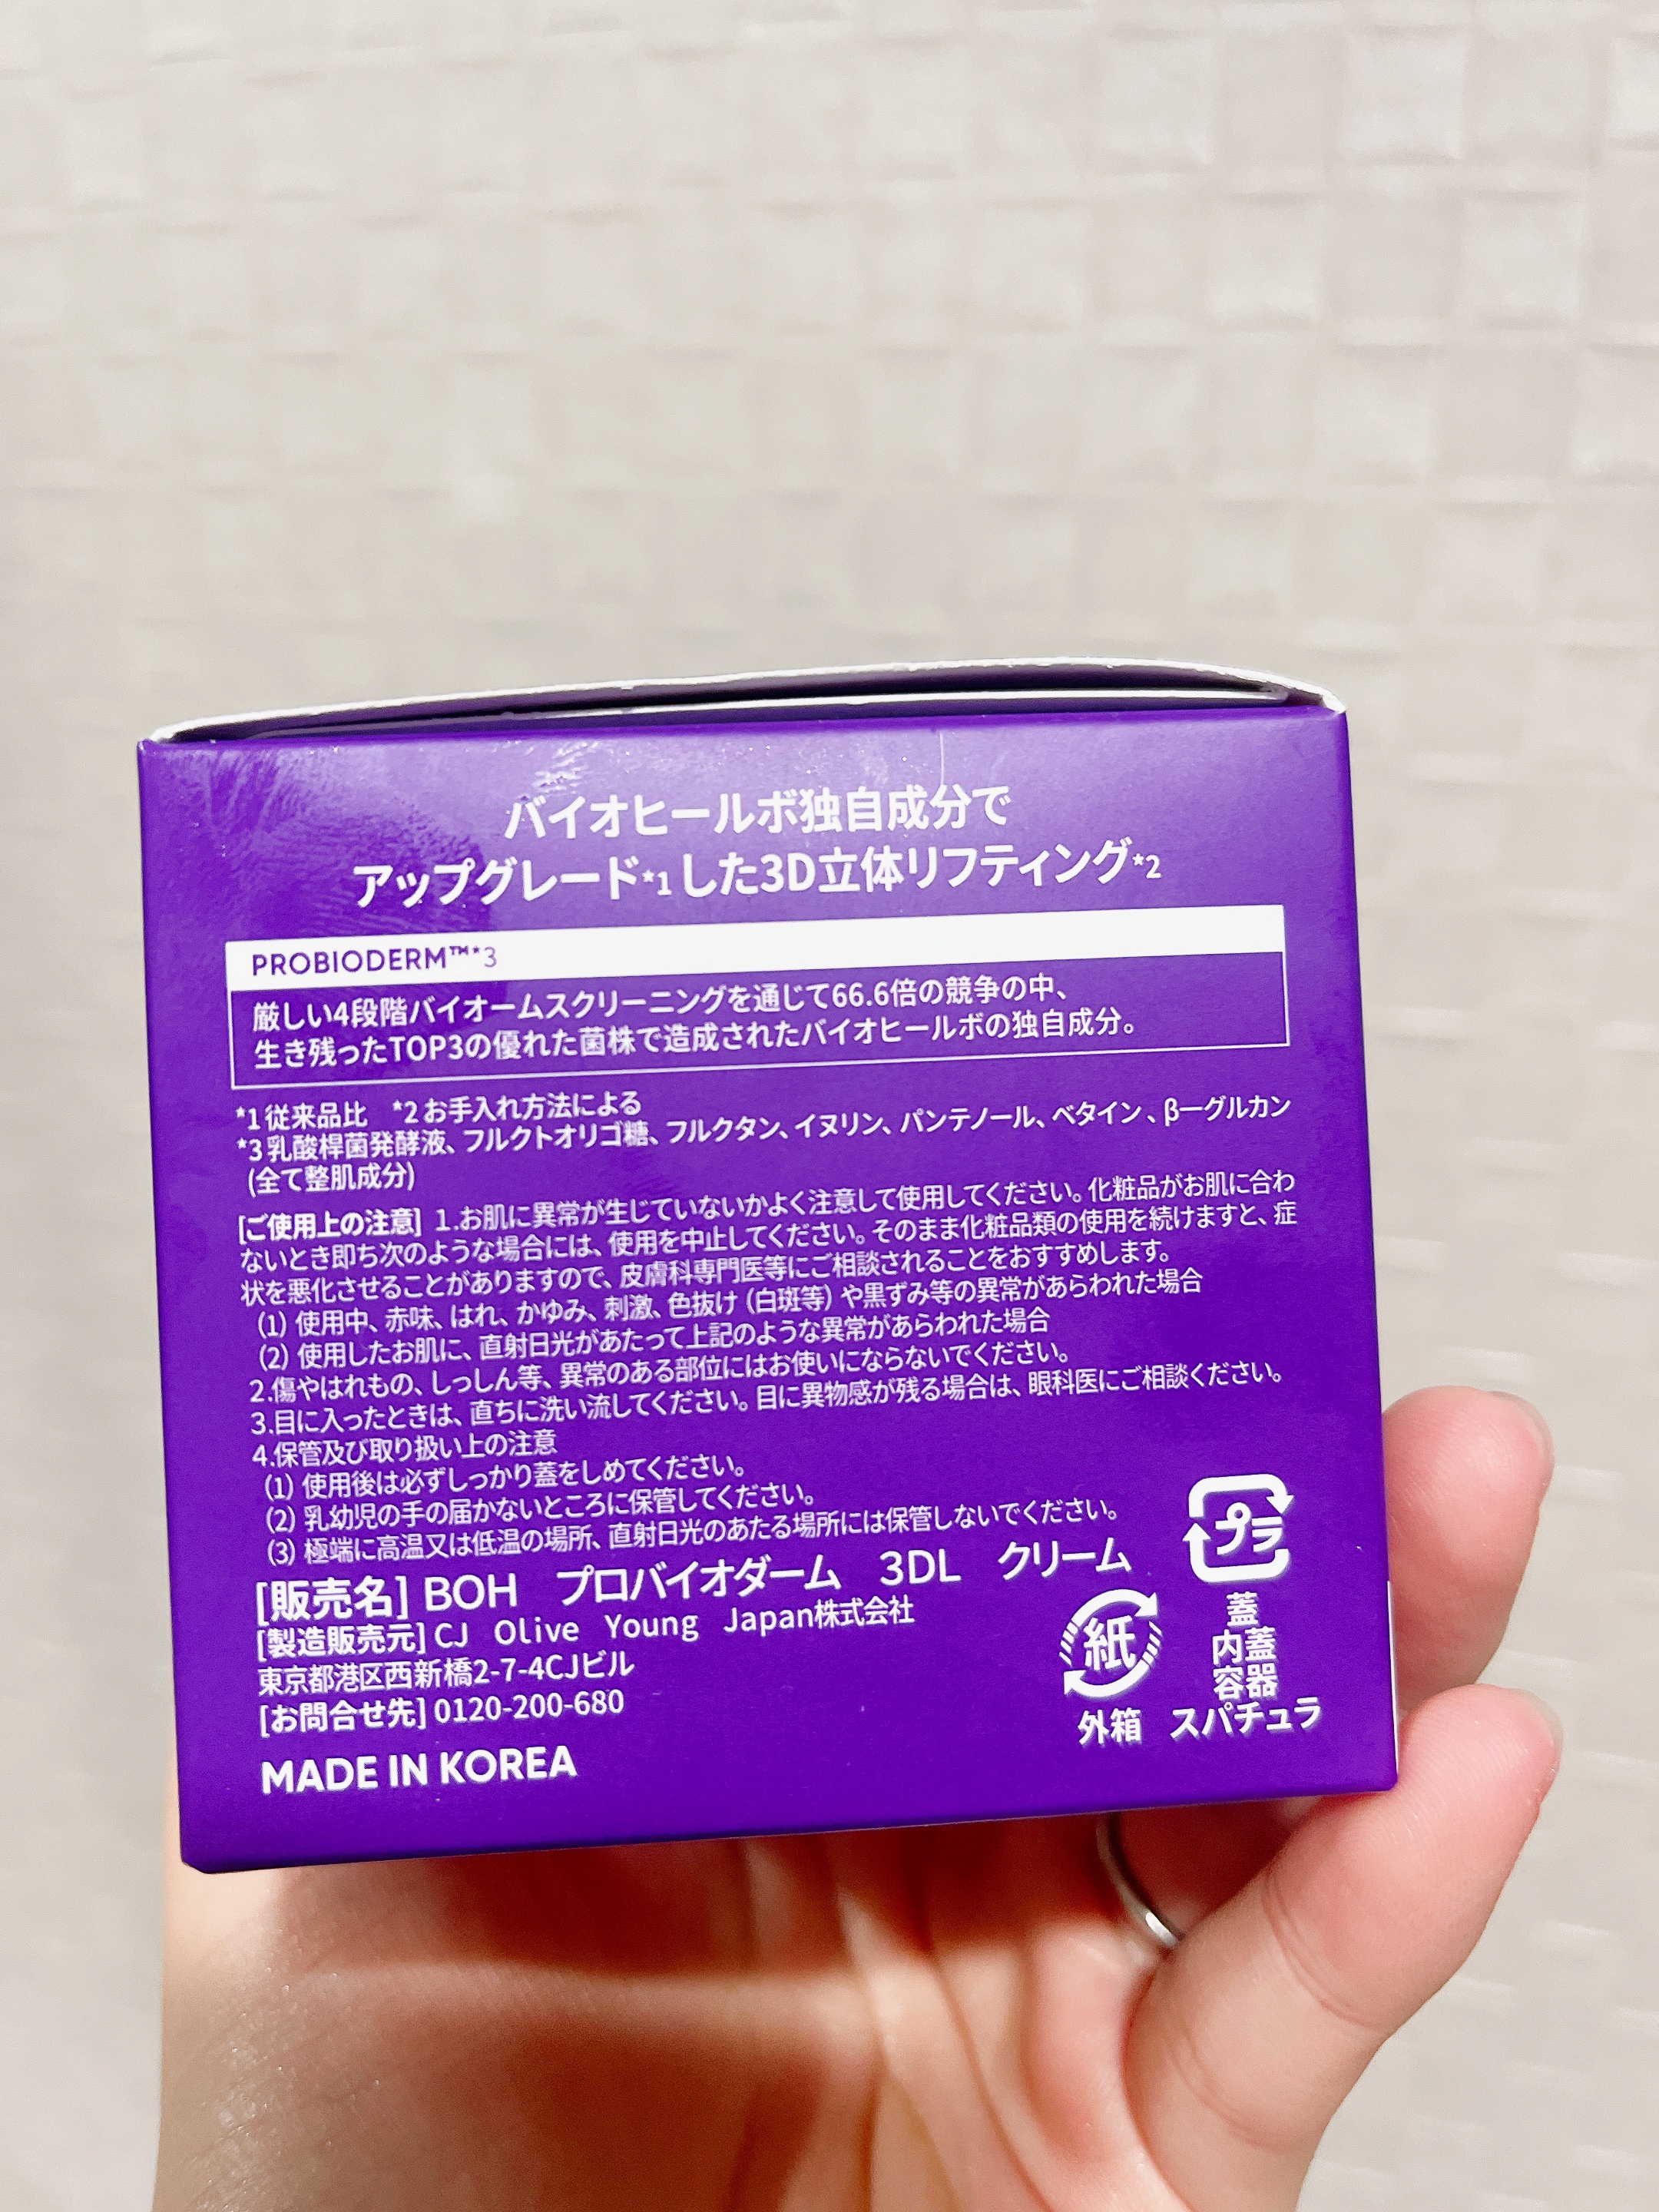 バイオヒールボ独自成分で
アップグレード*1した3D立体リフティング*2
PROBIODERM™*3
厳しい4段階バイオームスクリーニングを通じて66.6倍の競争の中、
生き残ったTOP3の優れた菌株で造成されたバイオヒールボの独自成分。
*1従来品比 *2お手入れ方法による
*3乳酸桿菌発酵液、フルクトオリゴ糖、フルクタン、イヌリン、パンテノール、ベタイン、βーグルカン
(全て整肌成分)
[ご使用上の注意] 1.お肌に異常が生じていないかよく注意して使用してください。化粧品がお肌に合わ
ないとき即ち次のような場合には、使用を中止してください。そのまま化粧品類の使用を続けますと、症
状を悪化させることがありますので、皮膚科専門医等にご相談されることをおすすめします。
(1) 使用中、赤味、はれ、かゆみ、刺激、色抜け(白斑等)や黒ずみ等の異常があらわれた場合
(2) 使用したお肌に、直射日光があたって上記のような異常があらわれた場合
2.傷やはれもの、しっしん等、異常のある部位にはお使いにならないでください。
3.目に入ったときは、直ちに洗い流してください。目に異物感が残る場合は、眼科医にご相談ください。
4.保管及び取り扱い上の注意
(1) 使用後は必ずしっかり蓋をしめてください。
(2) 乳幼児の手の届かないところに保管してください。
(3) 極端に高温又は低温の場所、直射日光のあたる場所には保管しないでください。
[販売名] BOH プロバイオダーム 3DL クリーム
[製造販売元] CJ Olive Young Japan株式会社
東京都港区西新橋2-7-4CJビル
[お問合せ先] 0120-200-680
MADE IN KOREA
紙
外箱
プラ
蓋
内蓋
容器
スパチュラ